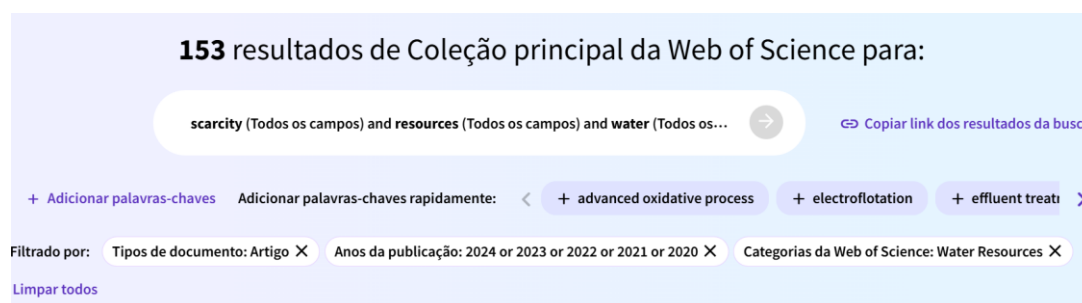 153 resultados de Coleção principal da Web of Science para:
scarcity (Todos os campos) and resources (Todos os campos) and water (Todos os...
Copiar link dos resultados da busc
+ Adicionar palavras-chaves Adicionar palavras-chaves rapidamente: + advanced oxidative process + electroflotation + effluent treatr
Filtrado por: Tipos de documento: Artigo X Anos da publicação: 2024 or 2023 or 2022 or 2021 or 2020 X Categorias da Web of Science: Water Resources X
Limpar todos